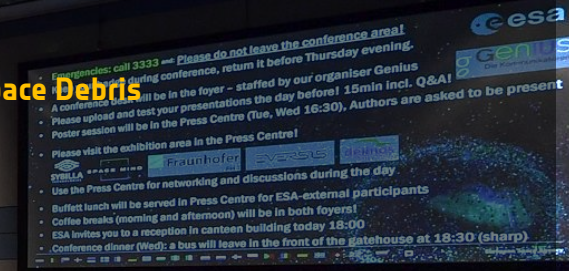 esa
GENIUS
ace Debris
Emergencies: call 3333 and: Please do not leave the conference area!
during conference, return it before Thursday evening.
A conference will be in the foyer – staffed by our organiser Genius
Please upload and test your presentations the day before! 15min incl. Q&A!
Poster session will be in the Press Centre (Tue, Wed 16:30), Authors are asked to be present
Please visit the exhibition area in the Press Centre!
SYBILLA SPACE MIND Fraunhofer
Use the Press Centre for networking and discussions during the day
Buffett lunch will be served in Press Centre for ESA-external participants
Coffee breaks (morning and afternoon) will be in both foyers!
ESA invites you to a reception in canteen building today 18:00
Conference dinner (Wed): a bus will leave in the front of the gatehouse at 18:30 (sharp)